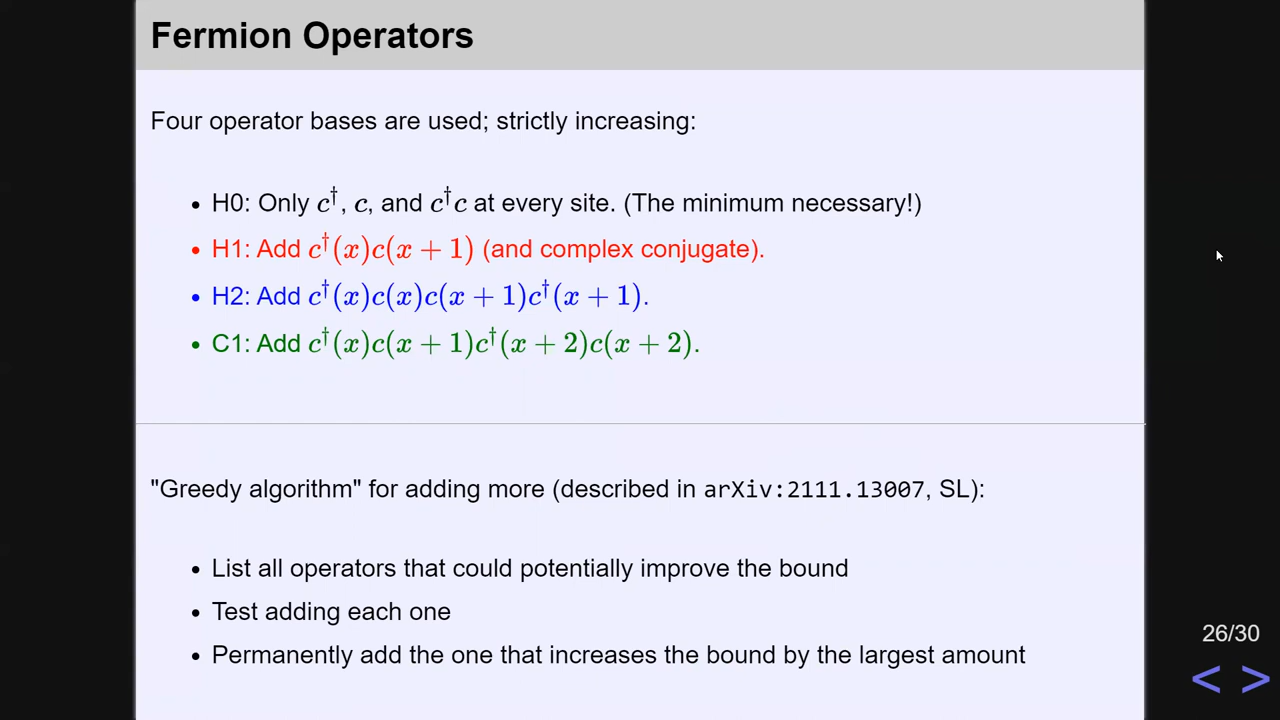 Fermion Operators
Four operator bases are used; strictly increasing:
• H0: Only c†, c, and c†c at every site. (The minimum necessary!)
• H1: Add c†(x)c(x + 1) (and complex conjugate).
• H2: Add c†(x)c(x)c(x + 1)c†(x + 1).
• C1: Add c†(x)c(x + 1)c†(x + 2)c(x + 2).
"Greedy algorithm" for adding more (described in arXiv:2111.13007, SL):
• List all operators that could potentially improve the bound
• Test adding each one
• Permanently add the one that increases the bound by the largest amount
26/30
< >